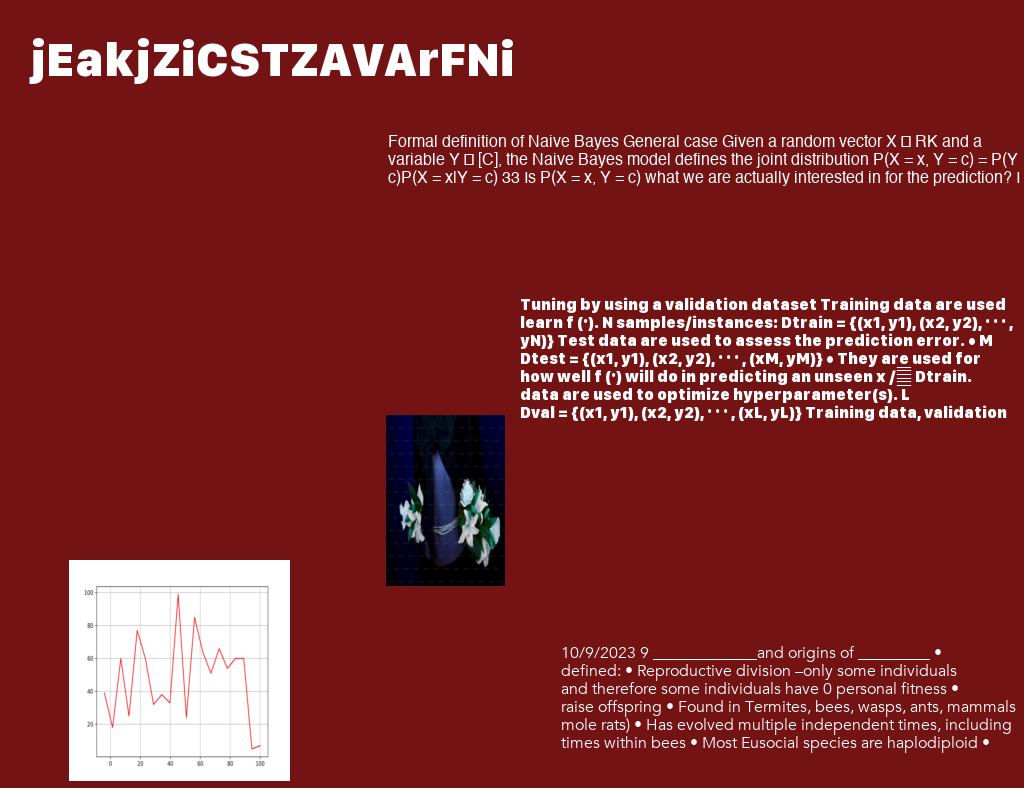 jEakjZiCSTZAVArFNi
Formal definition of Naive Bayes General case Given a random vector X □ RK and a
variable Y □ [C], the Naive Bayes model defines the joint distribution P(X = x, Y = c) = P(Y
c)P(X = x|Y = c) 33 Is P(X = x, Y = c) what we are actually interested in for the prediction? I
Tuning by using a validation dataset Training data are used
learn f (·). N samples/instances: Dtrain = {(x1, y1), (x2, y2), · · · ,
yN)} Test data are used to assess the prediction error. • M
Dtest = {(x1, y1), (x2, y2), · · · , (xM, yM)} • They are used for
how well f (·) will do in predicting an unseen x /▤ Dtrain.
data are used to optimize hyperparameter(s). L
Dval = {(x1, y1), (x2, y2), · · · , (xL, yL)} Training data, validation
100
80
60
40
20
0 20 40 60 80 100
10/9/2023 9 _____________and origins of _________ •
defined: • Reproductive division –only some individuals
and therefore some individuals have 0 personal fitness •
raise offspring • Found in Termites, bees, wasps, ants, mammals
mole rats) • Has evolved multiple independent times, including
times within bees • Most Eusocial species are haplodiploid •